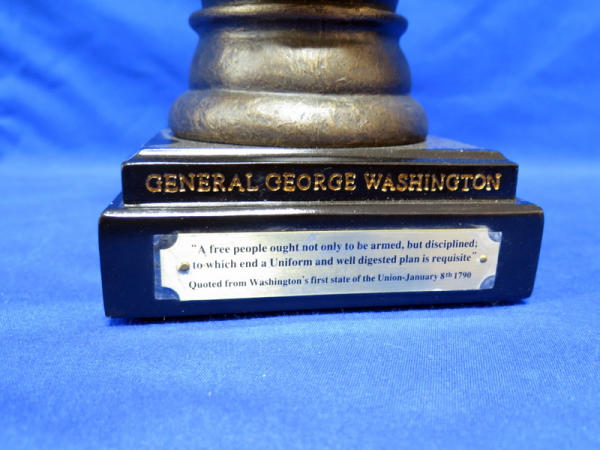 GENERAL GEORGE WASHINGTON
"A free people ought not only to be armed, but disciplined;
to which end a Uniform and well digested plan is requisite"
Quoted from Washington's first state of the Union-January 8th 1790